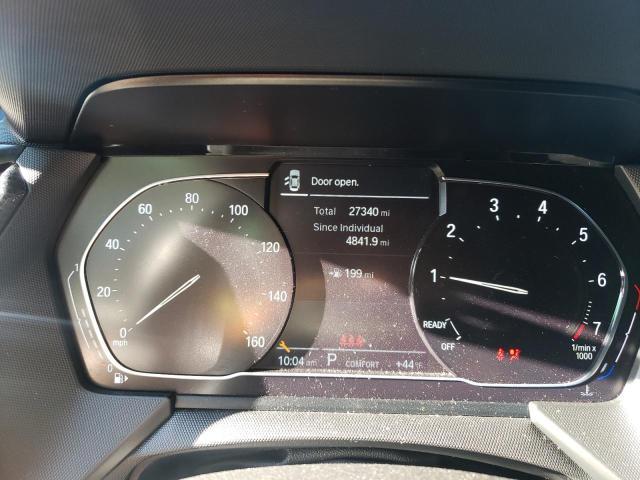 Door open.
Total 27340 mi
Since Individual
4841.9 mi
199 mi
10:04 am P COMFORT +44°F
0 20 40 60 80 100 120 140 160
mph
1
0
OFF
READY
1 2 3 4 5 6 7
1/min x
1000